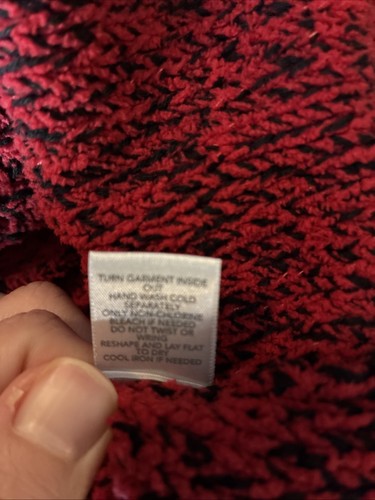 TURN GARMENT INSIDE
OUT
HAND WASH COLD
SEPARATELY
ONLY NON-CHLORINE
BLEACH IF NEEDED
DO NOT TWIST OR
WRING
RESHAPE AND LAY FLAT
TO DRY
COOL IRON IF NEEDED